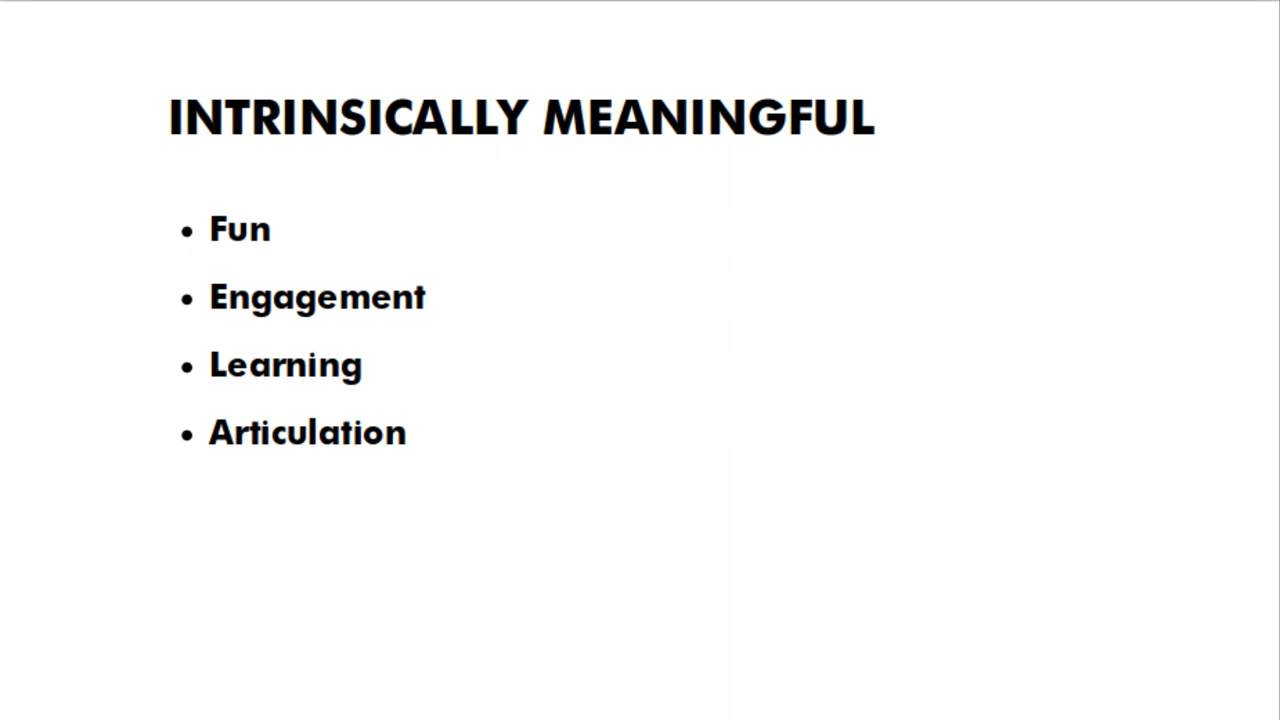 INTRINSICALLY MEANINGFUL
• Fun
• Engagement
• Learning
• Articulation